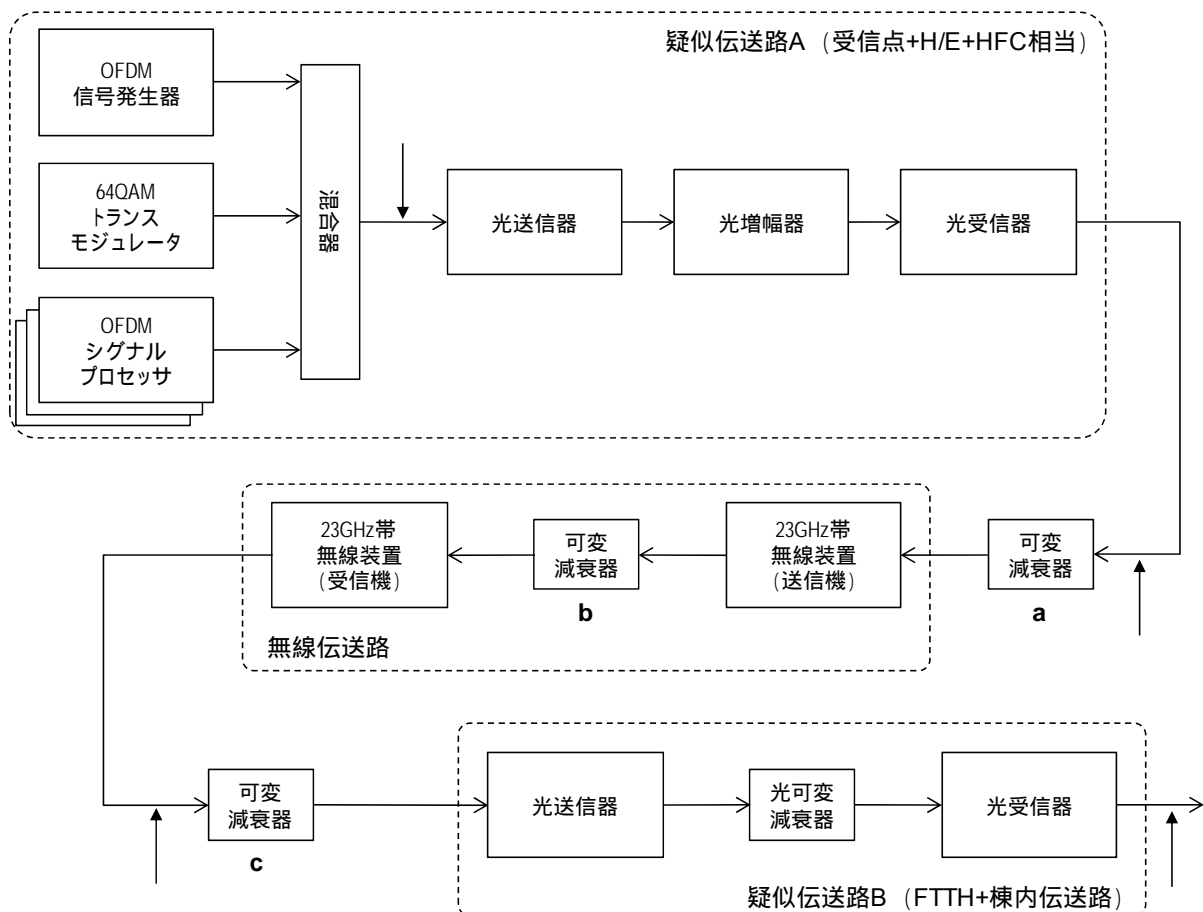 疑似伝送路A (受信点+H/E+HFC相当)
OFDM
信号発生器
64QAM
トランス
モジュレータ
OFDM
シグナル
プロセッサ
混合器
光送信器
光増幅器
光受信器
23GHz帯
無線装置
(受信機)
可変
減衰器
b
23GHz帯
無線装置
(送信機)
可変
減衰器
a
無線伝送路
可変
減衰器
c
光送信器
光可変
減衰器
光受信器
疑似伝送路B (FTTH+棟内伝送路)